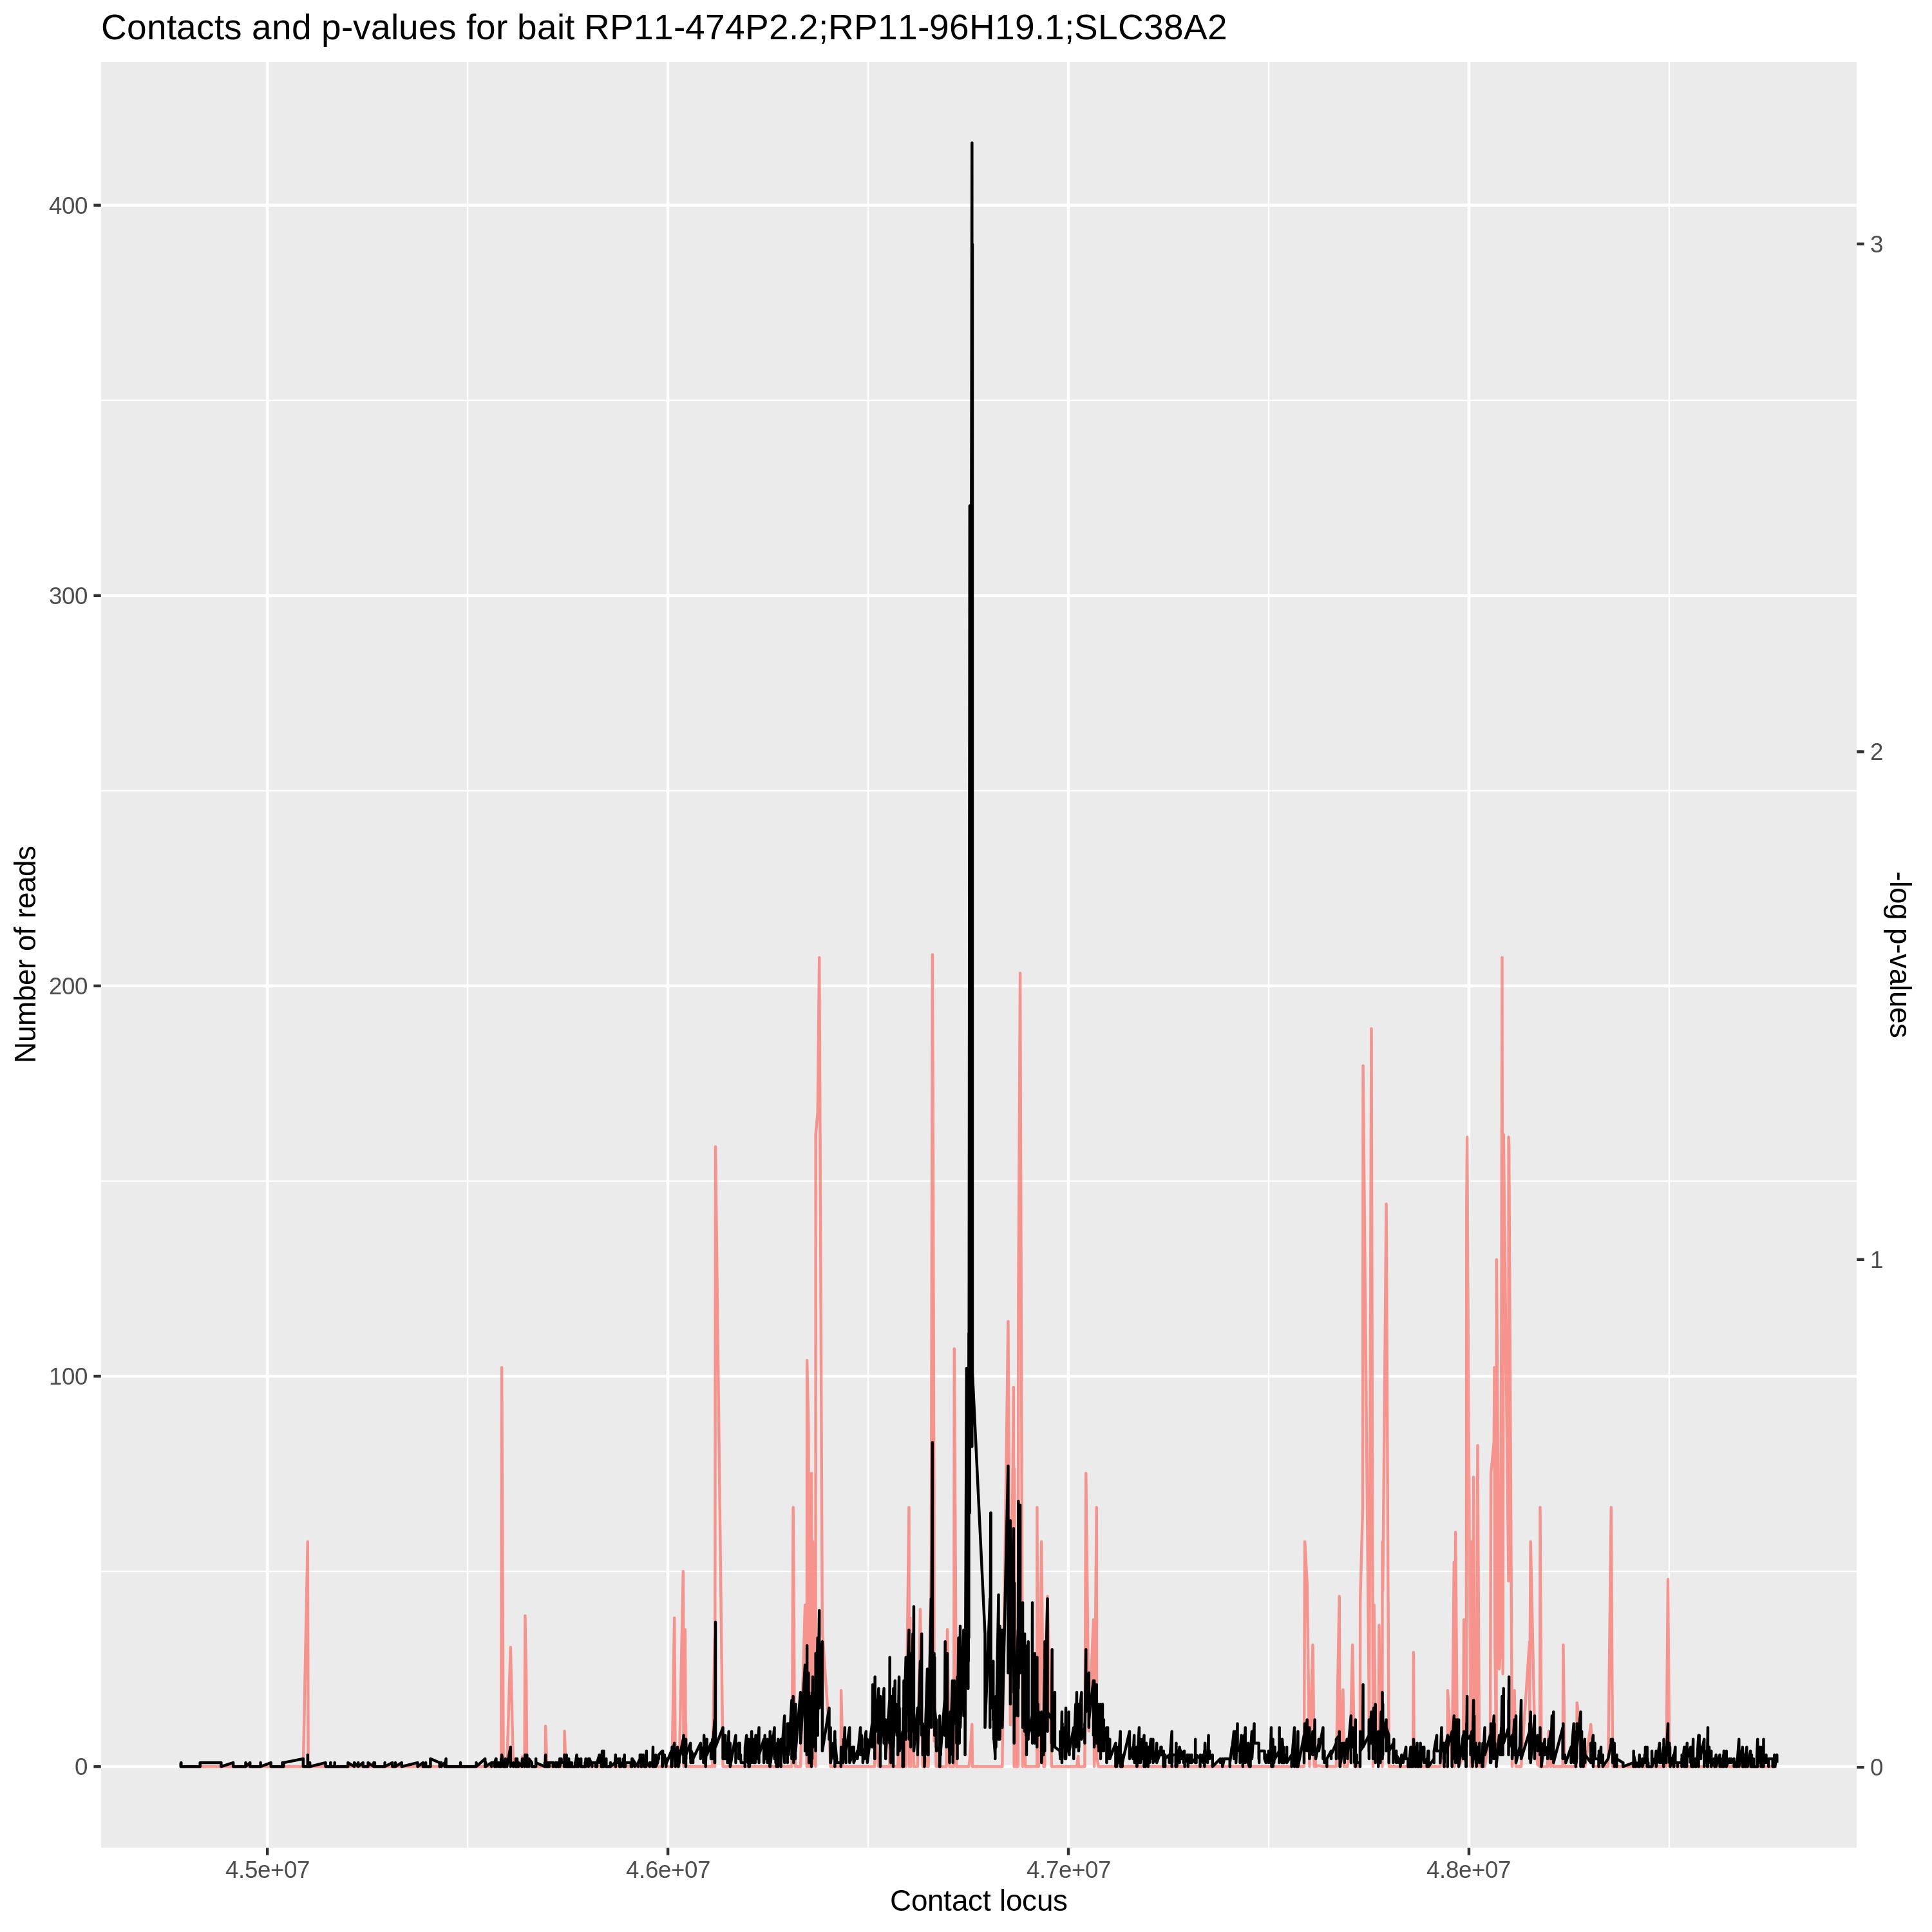 Contacts and p-values for bait RP11-474P2.2;RP11-96H19.1;SLC38A2
Number of reads
400
300
200
100
0
3
2
1
0
-log p-values
4.5e+07
4.6e+07
4.7e+07
4.8e+07
Contact locus